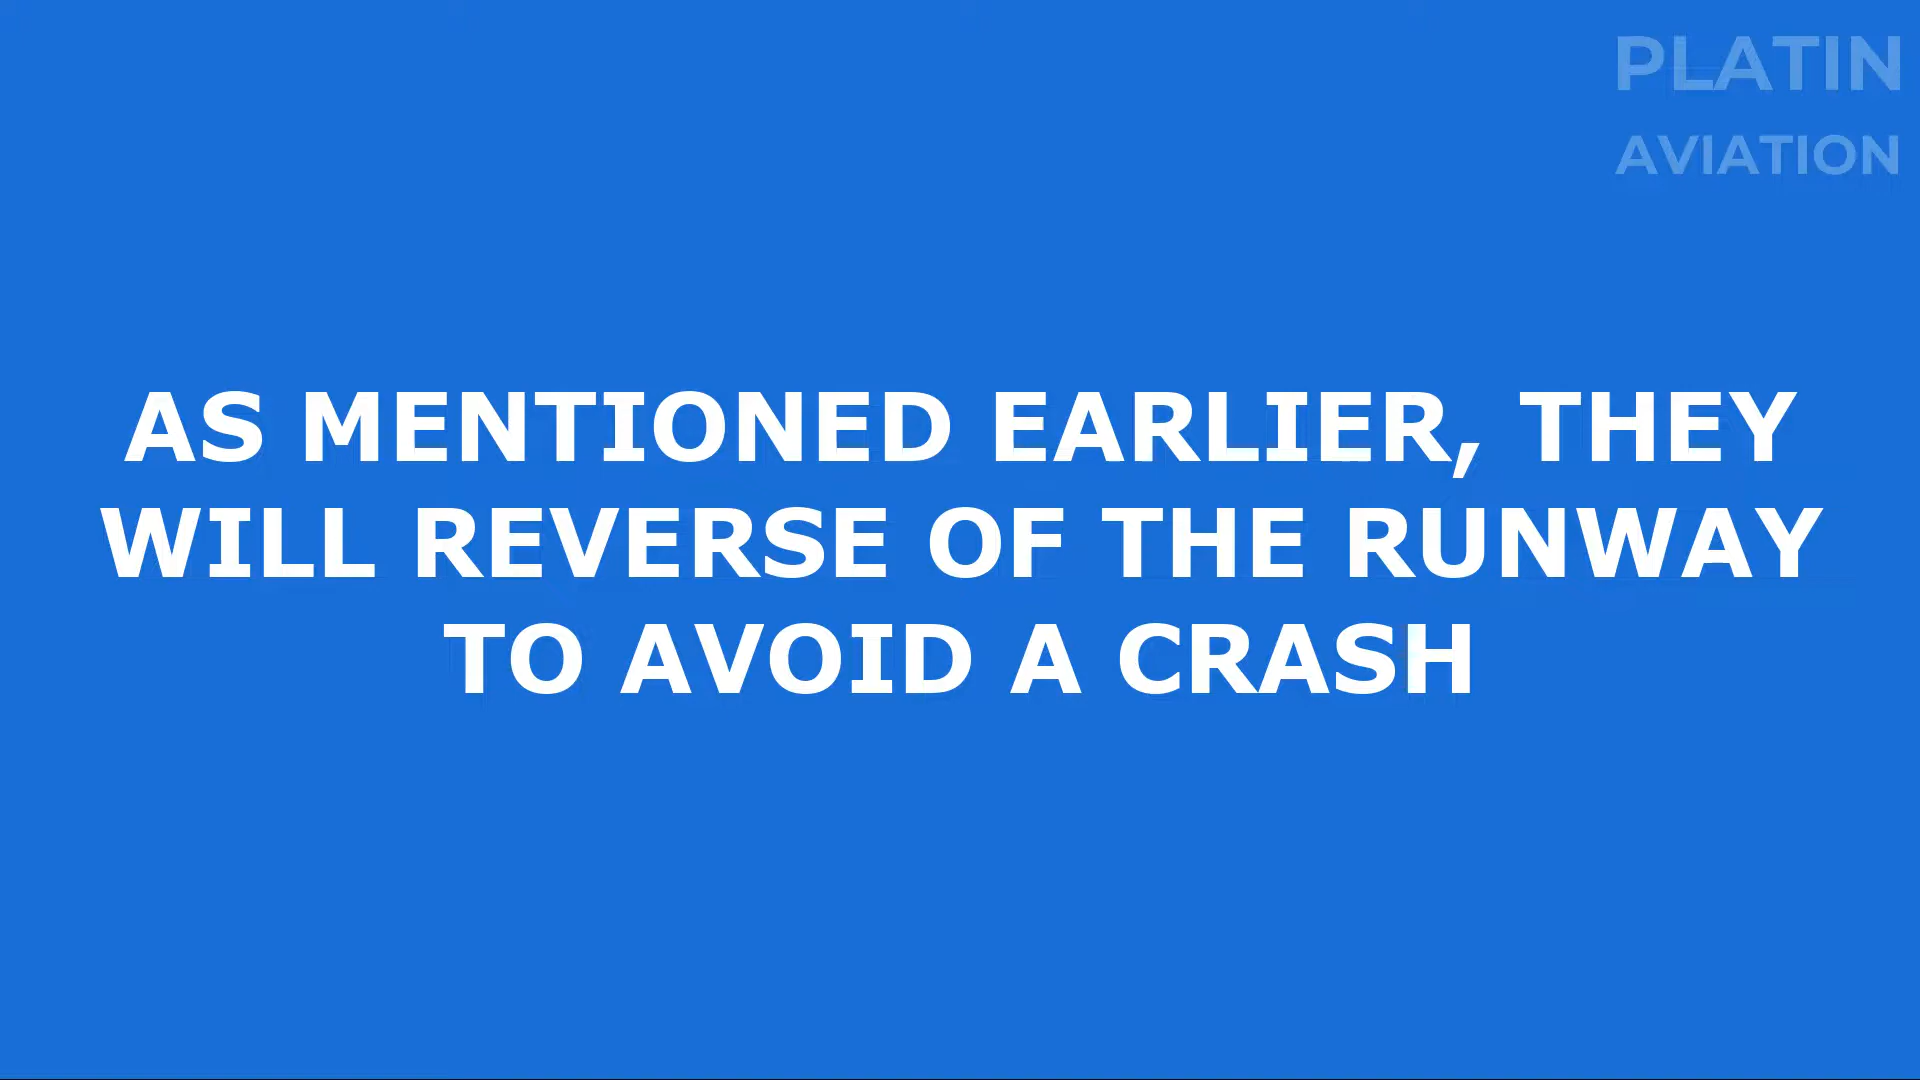 PLATIN
AVIATION
AS MENTIONED EARLIER, THEY
WILL REVERSE OF THE RUNWAY
TO AVOID A CRASH